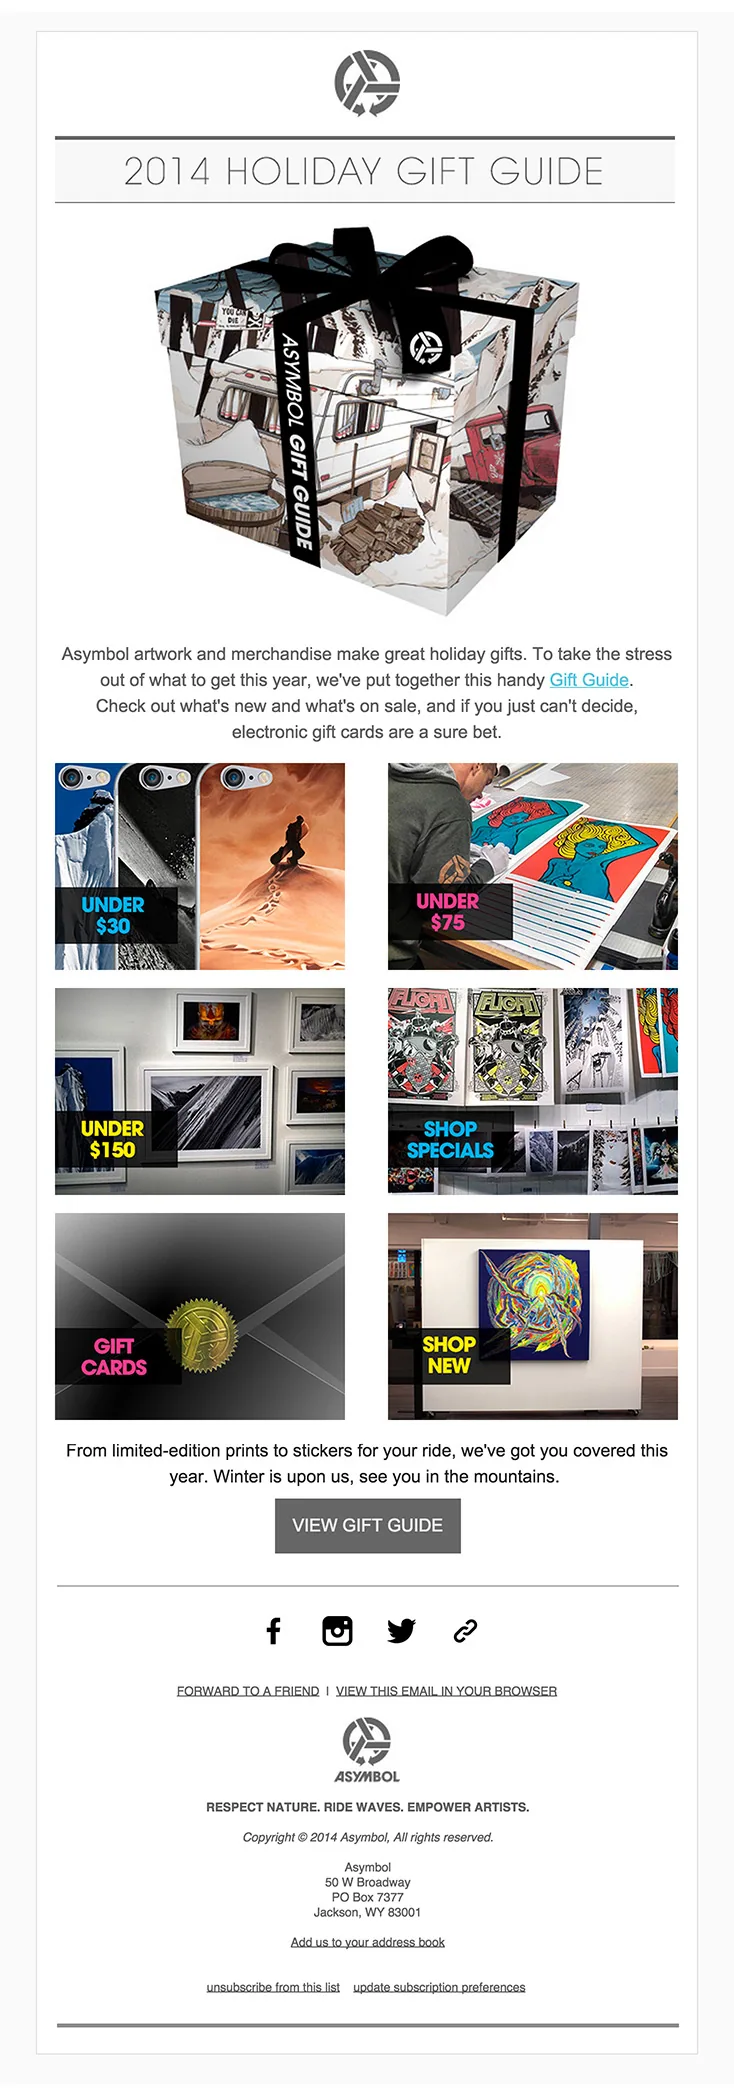 2014 HOLIDAY GIFT GUIDE
YOU CAN
DIE
ASYMBOL GIFT GUIDE
Asymbol artwork and merchandise make great holiday gifts. To take the stress
out of what to get this year, we've put together this handy Gift Guide.
Check out what's new and what's on sale, and if you just can't decide,
electronic gift cards are a sure bet.
UNDER
$30
UNDER
$75
UNDER
$150
FLIGHT
FLIGHT
SHOP
SPECIALS
GIFT
CARDS
SHOP
NEW
From limited-edition prints to stickers for your ride, we've got you covered this
year. Winter is upon us, see you in the mountains.
VIEW GIFT GUIDE
FORWARD TO A FRIEND | VIEW THIS EMAIL IN YOUR BROWSER
ASYMBOL
RESPECT NATURE. RIDE WAVES. EMPOWER ARTISTS.
Copyright © 2014 Asymbol, All rights reserved.
Asymbol
50 W Broadway
PO Box 7377
Jackson, WY 83001
Add us to your address book
unsubscribe from this list update subscription preferences